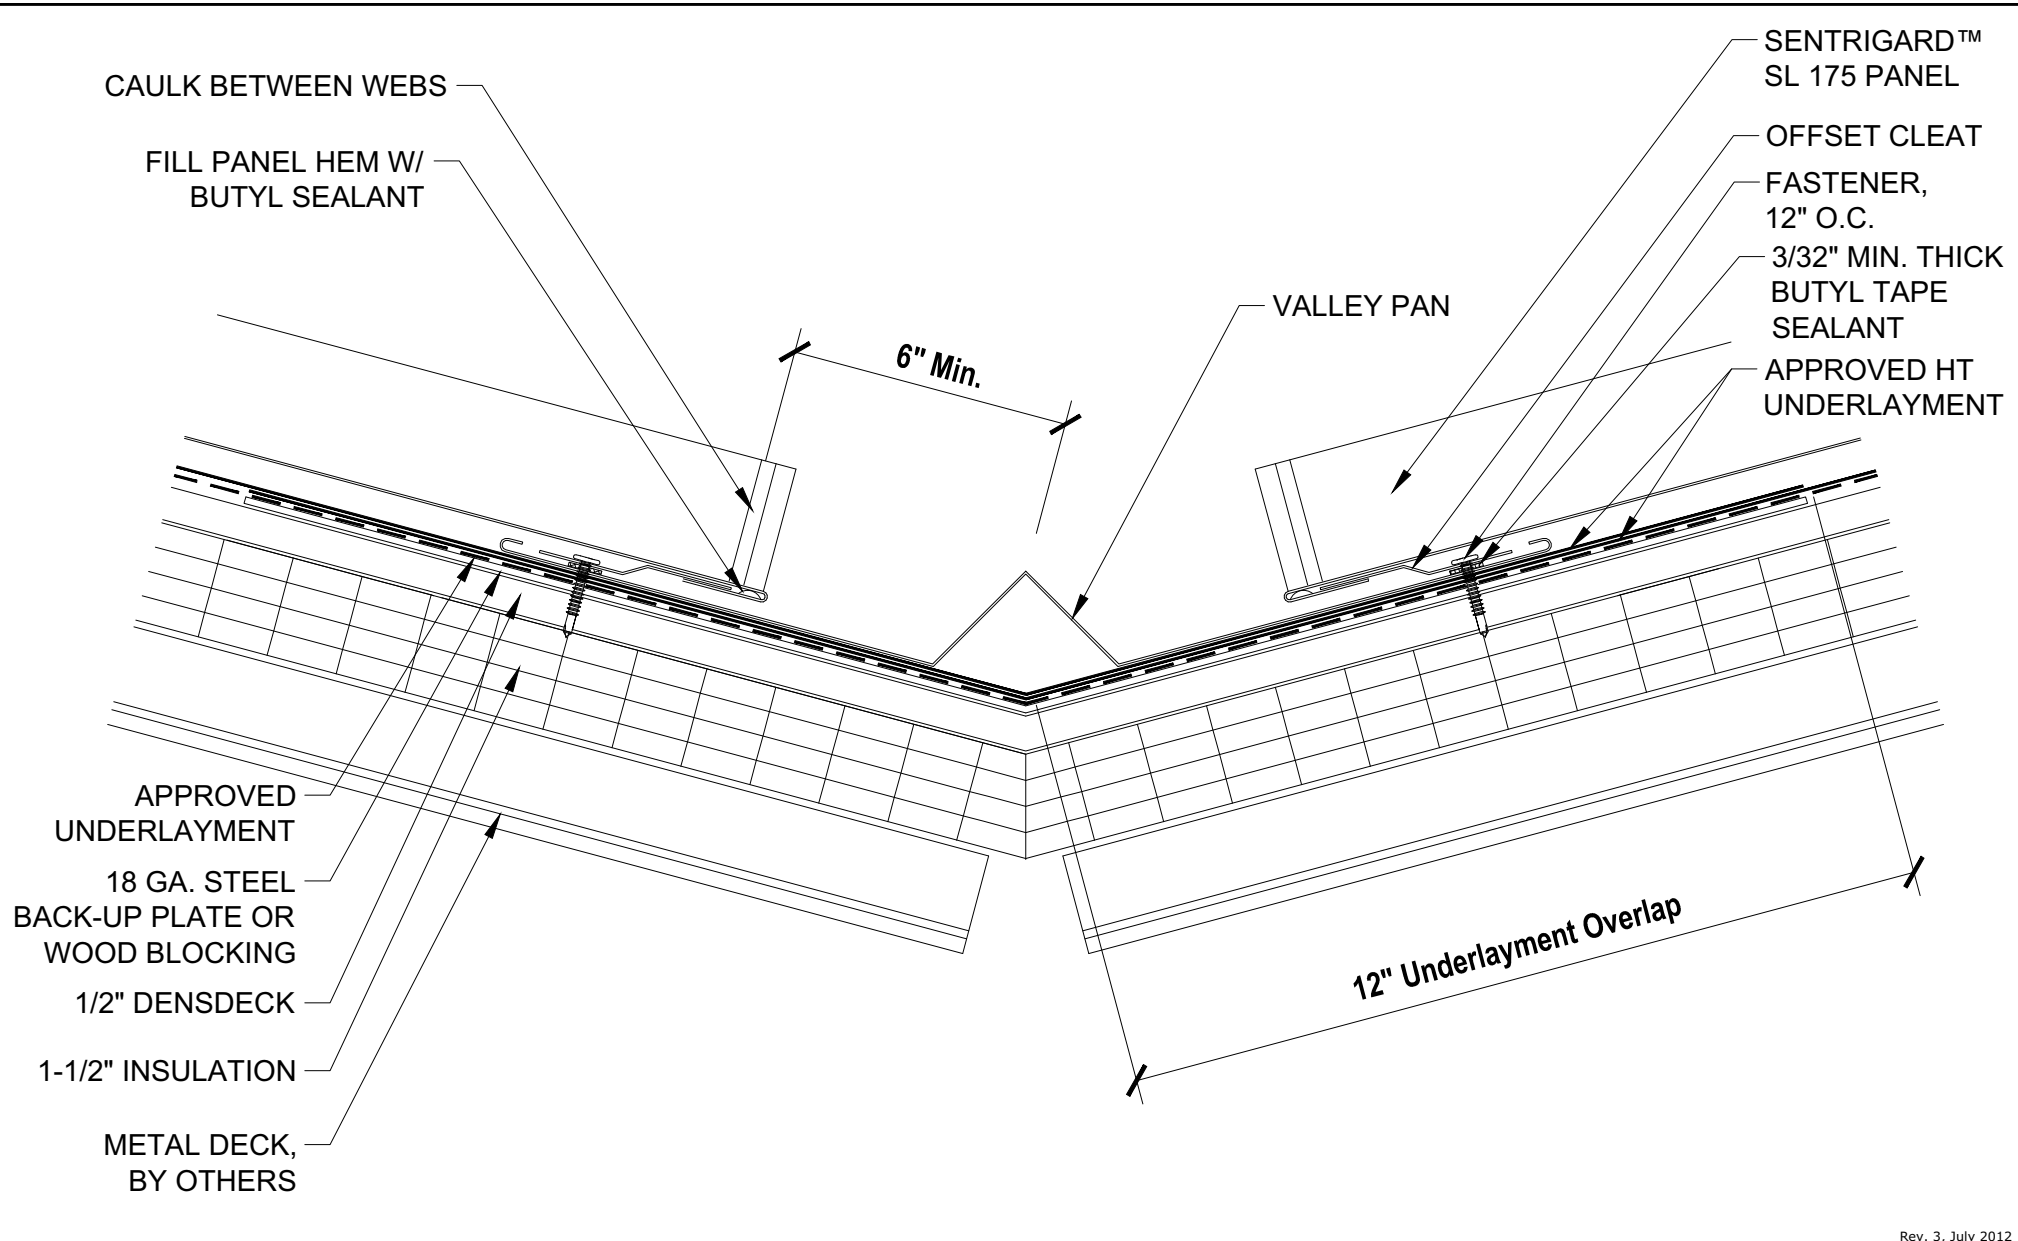 CAULK BETWEEN WEBS
FILL PANEL HEM W/
BUTYL SEALANT
SENTRIGARD™
SL 175 PANEL
OFFSET CLEAT
FASTENER,
12" O.C.
3/32" MIN. THICK
BUTYL TAPE
SEALANT
APPROVED HT
UNDERLAYMENT
VALLEY PAN
6" Min.
APPROVED
UNDERLAYMENT
18 GA. STEEL
BACK-UP PLATE OR
WOOD BLOCKING
1/2" DENSDECK
1-1/2" INSULATION
METAL DECK,
BY OTHERS
12" Underlayment Overlap
Rev. 3, July 2012